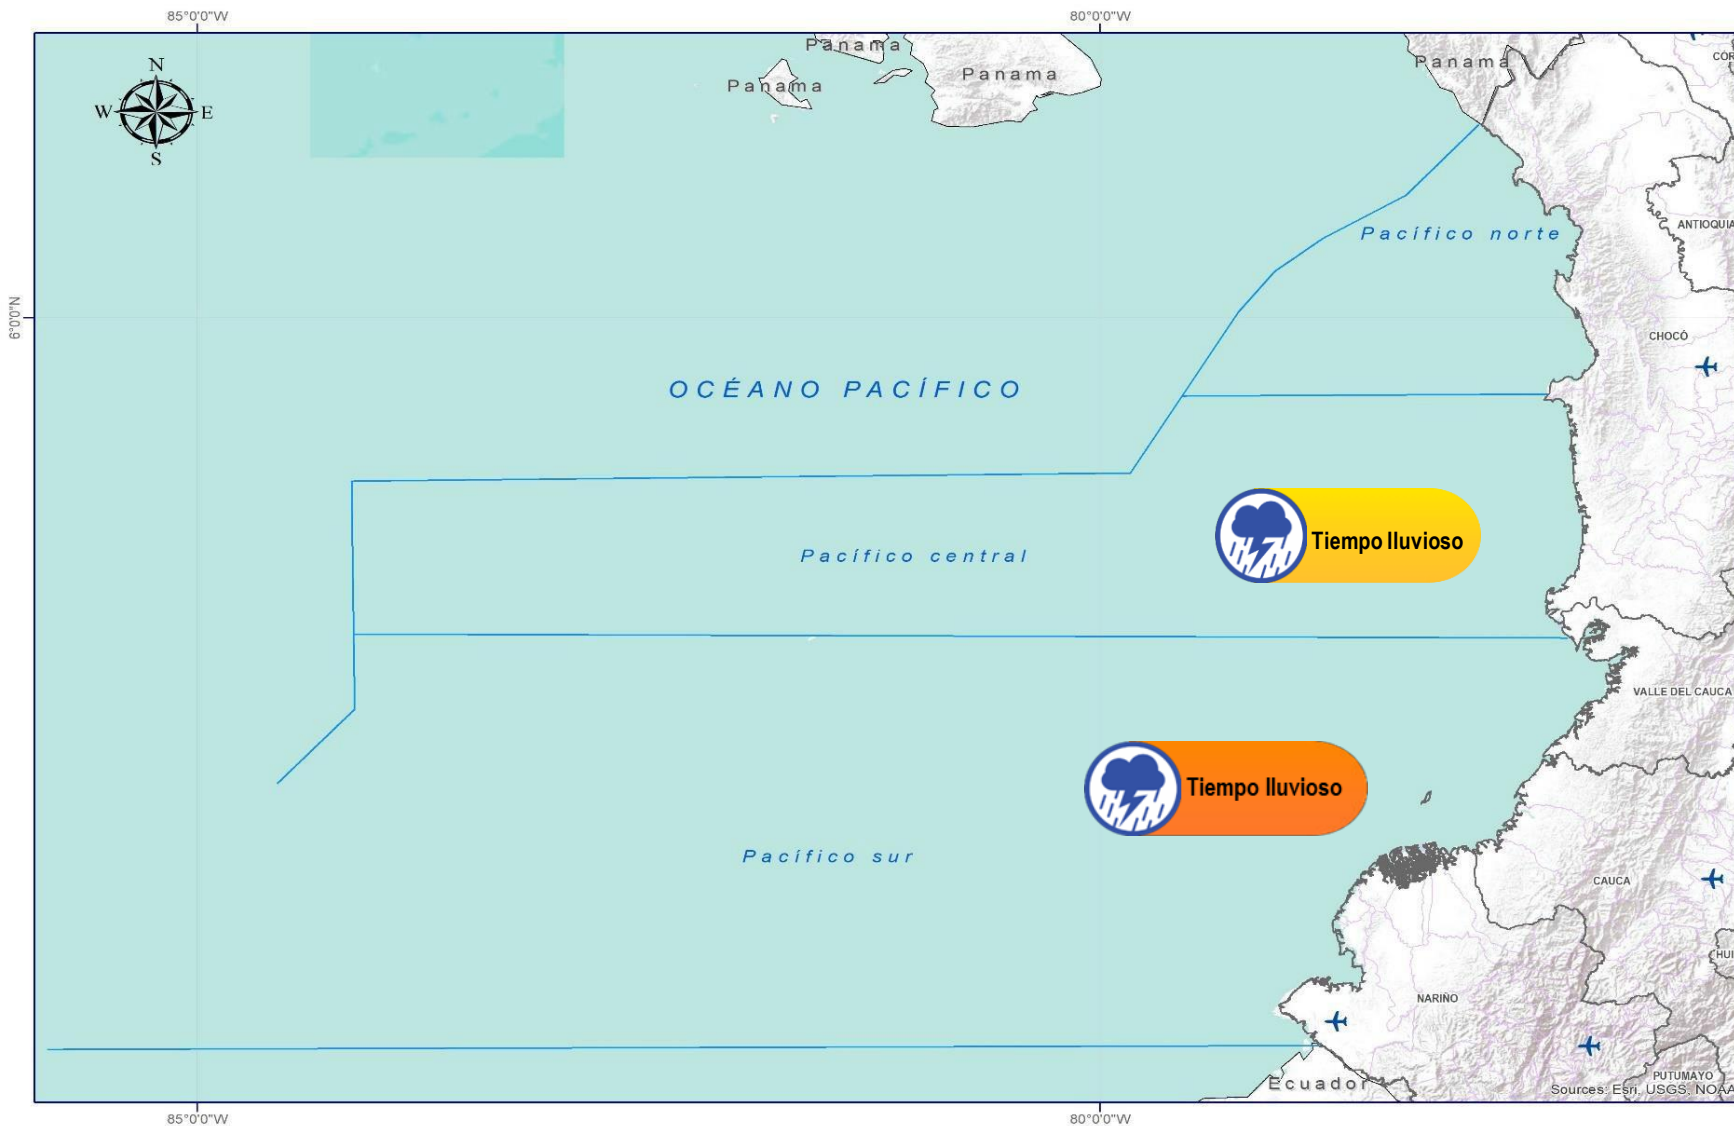 85°0'0"W
80°0'0"W
Panama
Panama
Panama
Panama
N
W
E
S
ANTIOQUIA
Pacífico norte
6°0'0"N
CHOCÓ
OCÉANO PACÍFICO
Tiempo lluvioso
Pacífico central
VALLE DEL CAUCA
Tiempo lluvioso
Pacífico sur
CAUCA
HUI
NARIÑO
PUTUMAYO
Ecuador
Sources: Esri, USGS, NOAA
85°0'0"W
80°0'0"W